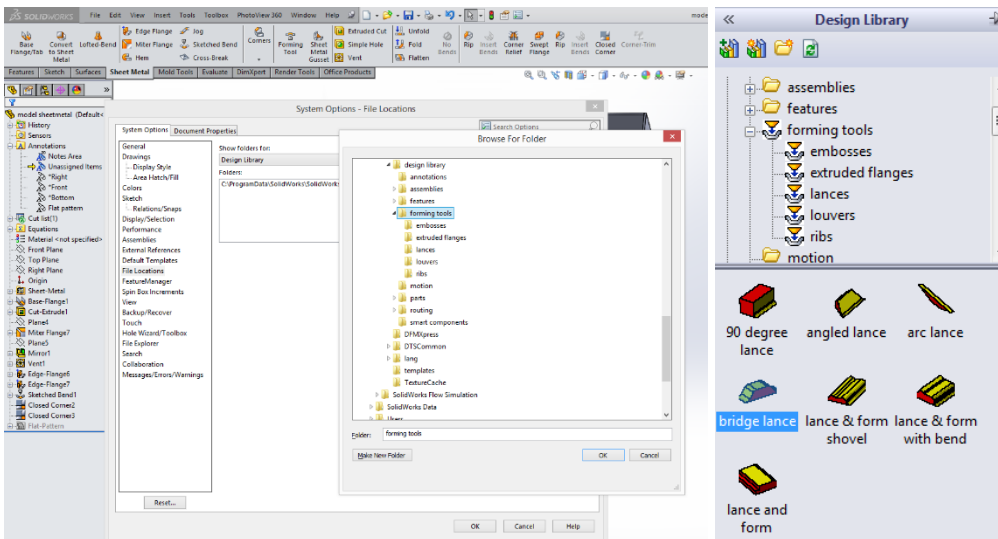 SOLIDWORKS File Edit View Insert Tools Toolbox PhotoView 360 Window Help mode
Base Flange/Tab
Convert to Sheet Metal
Lofted-Bend
Edge Flange
Miter Flange
Hem
Jog
Sketched Bend
Cross-Break
Corners
Forming Tool
Sheet Metal Gusset
Extruded Cut
Simple Hole
Vent
Unfold
Fold
Flatten
No Bends
Rip
Insert Bends
Corner Relief
Swept Flange
Rip
Insert Bends
Closed Corner
Corner-Trim
Features Sketch Surfaces Sheet Metal Mold Tools Evaluate DimXpert Render Tools Office Products
model sheetmetal (Default<
History
Sensors
Annotations
Notes Area
Unassigned Items
*Right
*Front
*Bottom
Flat pattern
Cut list(1)
Equations
Material <not specified>
Front Plane
Top Plane
Right Plane
Origin
Sheet-Metal
Base-Flange1
Cut-Extrude1
Plane4
Miter Flange7
Plane5
Mirror1
Vent1
Edge-Flange6
Edge-Flange7
Sketched Bend1
Closed Corner2
Closed Corner3
Flat-Pattern
System Options - File Locations
Search Options
System Options Document Properties
General
Drawings
Display Style
Area Hatch/Fill
Colors
Sketch
Relations/Snaps
Display/Selection
Performance
Assemblies
External References
Default Templates
File Locations
FeatureManager
Spin Box Increments
View
Backup/Recover
Touch
Hole Wizard/Toolbox
File Explorer
Search
Collaboration
Messages/Errors/Warnings
Reset...
Show folders for:
Design Library
Folders:
C:\ProgramData\SolidWorks\SolidWork
OK Cancel Help
Browse For Folder
design library
annotations
assemblies
features
forming tools
embosses
extruded flanges
lances
louvers
ribs
motion
parts
routing
smart components
DFMXpress
DTSCommon
lang
templates
TextureCache
SolidWorks Flow Simulation
SolidWorks Data
Users
Folder: forming tools
Make New Folder OK Cancel
Design Library
assemblies
features
forming tools
embosses
extruded flanges
lances
louvers
ribs
motion
90 degree lance
angled lance
arc lance
bridge lance
lance & form shovel
lance & form with bend
lance and form